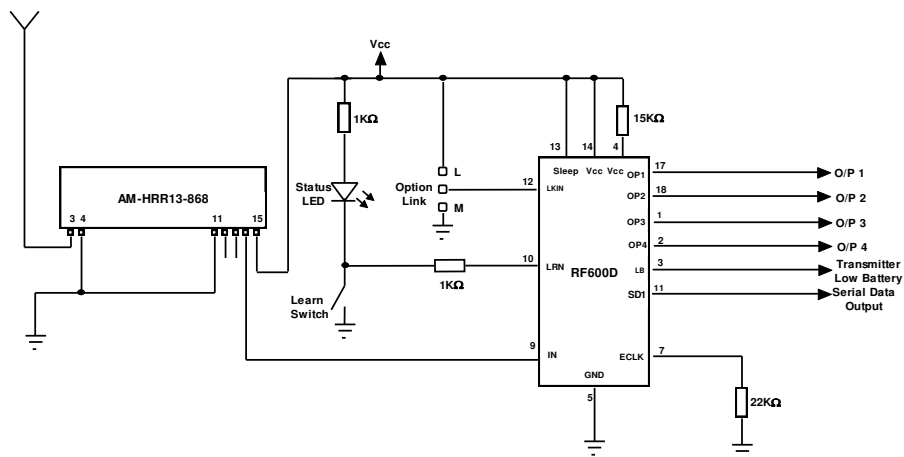 Vcc
1KΩ
15KΩ
13
14
4
Sleep
Vcc
Vcc
17
OP1
O/P 1
L
Option
Link
M
12
LKIN
18
OP2
O/P 2
AM-HRR13-868
Status
LED
3
4
11
15
OP3
1
O/P 3
OP4
2
O/P 4
10
LRN
RF600D
LB
3
Transmitter
Low Battery
1KΩ
SD1
11
Serial Data
Output
Learn
Switch
9
IN
ECLK
7
GND
5
22KΩ